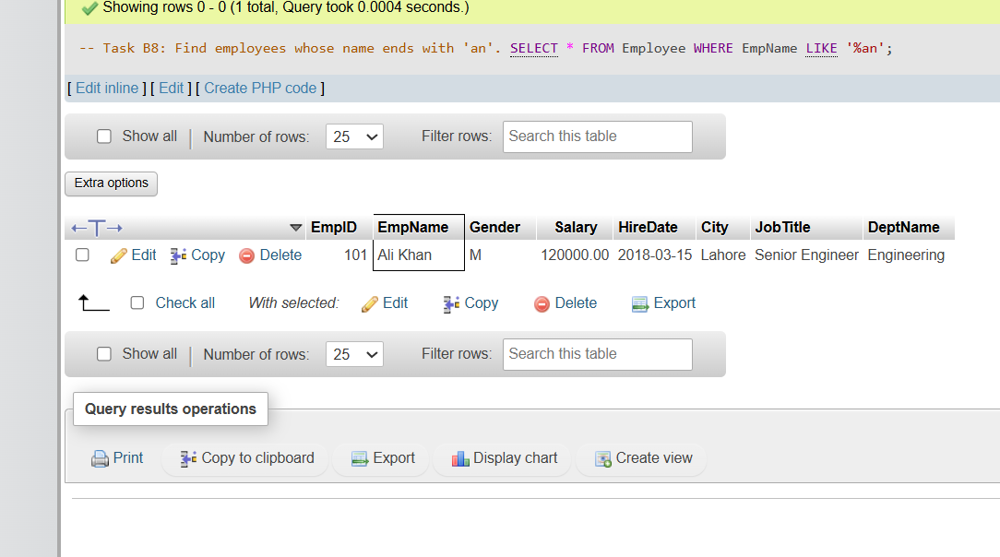 Showing rows 0 - 0 (1 total, Query took 0.0004 seconds.)
-- Task B8: Find employees whose name ends with 'an'. SELECT * FROM Employee WHERE EmpName LIKE '%an';
[ Edit inline ] [ Edit ] [ Create PHP code ]
Show all | Number of rows: 25 Filter rows: Search this table
Extra options
←T→ EmpID EmpName Gender Salary HireDate City JobTitle DeptName
Edit Copy Delete 101 Ali Khan M 120000.00 2018-03-15 Lahore Senior Engineer Engineering
Check all With selected: Edit Copy Delete Export
Show all | Number of rows: 25 Filter rows: Search this table
Query results operations
Print Copy to clipboard Export Display chart Create view